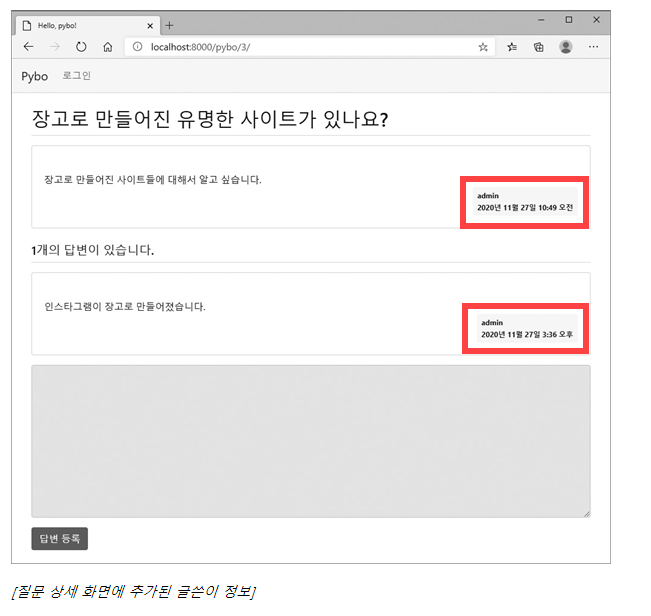 Hello, pybo!
localhost:8000/pybo/3/
Pybo 로그인
장고로 만들어진 유명한 사이트가 있나요?
장고로 만들어진 사이트들에 대해서 알고 싶습니다.
admin
2020년 11월 27일 10:49 오전
1개의 답변이 있습니다.
인스타그램이 장고로 만들어졌습니다.
admin
2020년 11월 27일 3:36 오후
답변 등록
[질문 상세 화면에 추가된 글쓴이 정보]